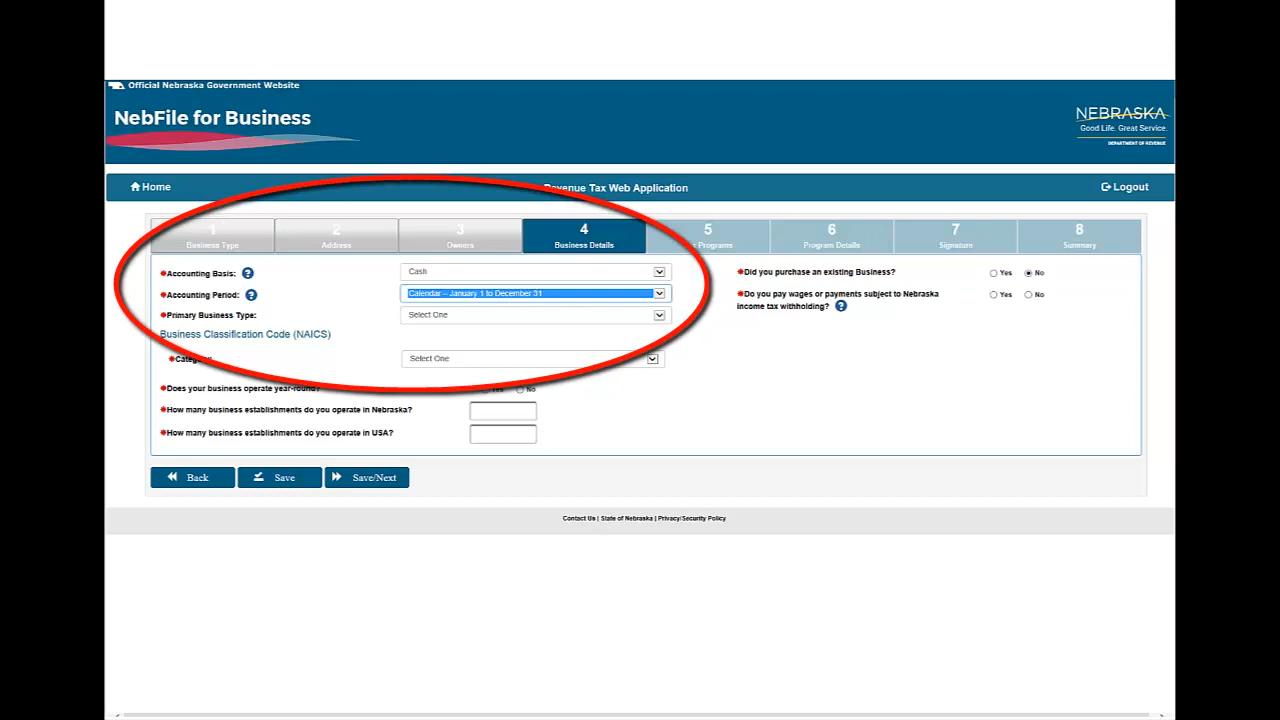 Official Nebraska Government Website
NebFile for Business
NEBRASKA
Good Life. Great Service.
DEPARTMENT OF REVENUE
Home
Revenue Tax Web Application
Logout
1
Business Type
2
Address
3
Owners
4
Business Details
5
Programs
6
Program Details
7
Signature
8
Summary
*Accounting Basis: ?
Cash
*Accounting Period: ?
Calendar – January 1 to December 31
*Primary Business Type:
Select One
Business Classification Code (NAICS)
*Category
Select One
*Does your business operate year-round?
Yes No
*How many business establishments do you operate in Nebraska?
*How many business establishments do you operate in USA?
*Did you purchase an existing Business?
Yes No
*Do you pay wages or payments subject to Nebraska
income tax withholding? ?
Yes No
Back
Save
Save/Next
Contact Us | State of Nebraska | Privacy/Security Policy